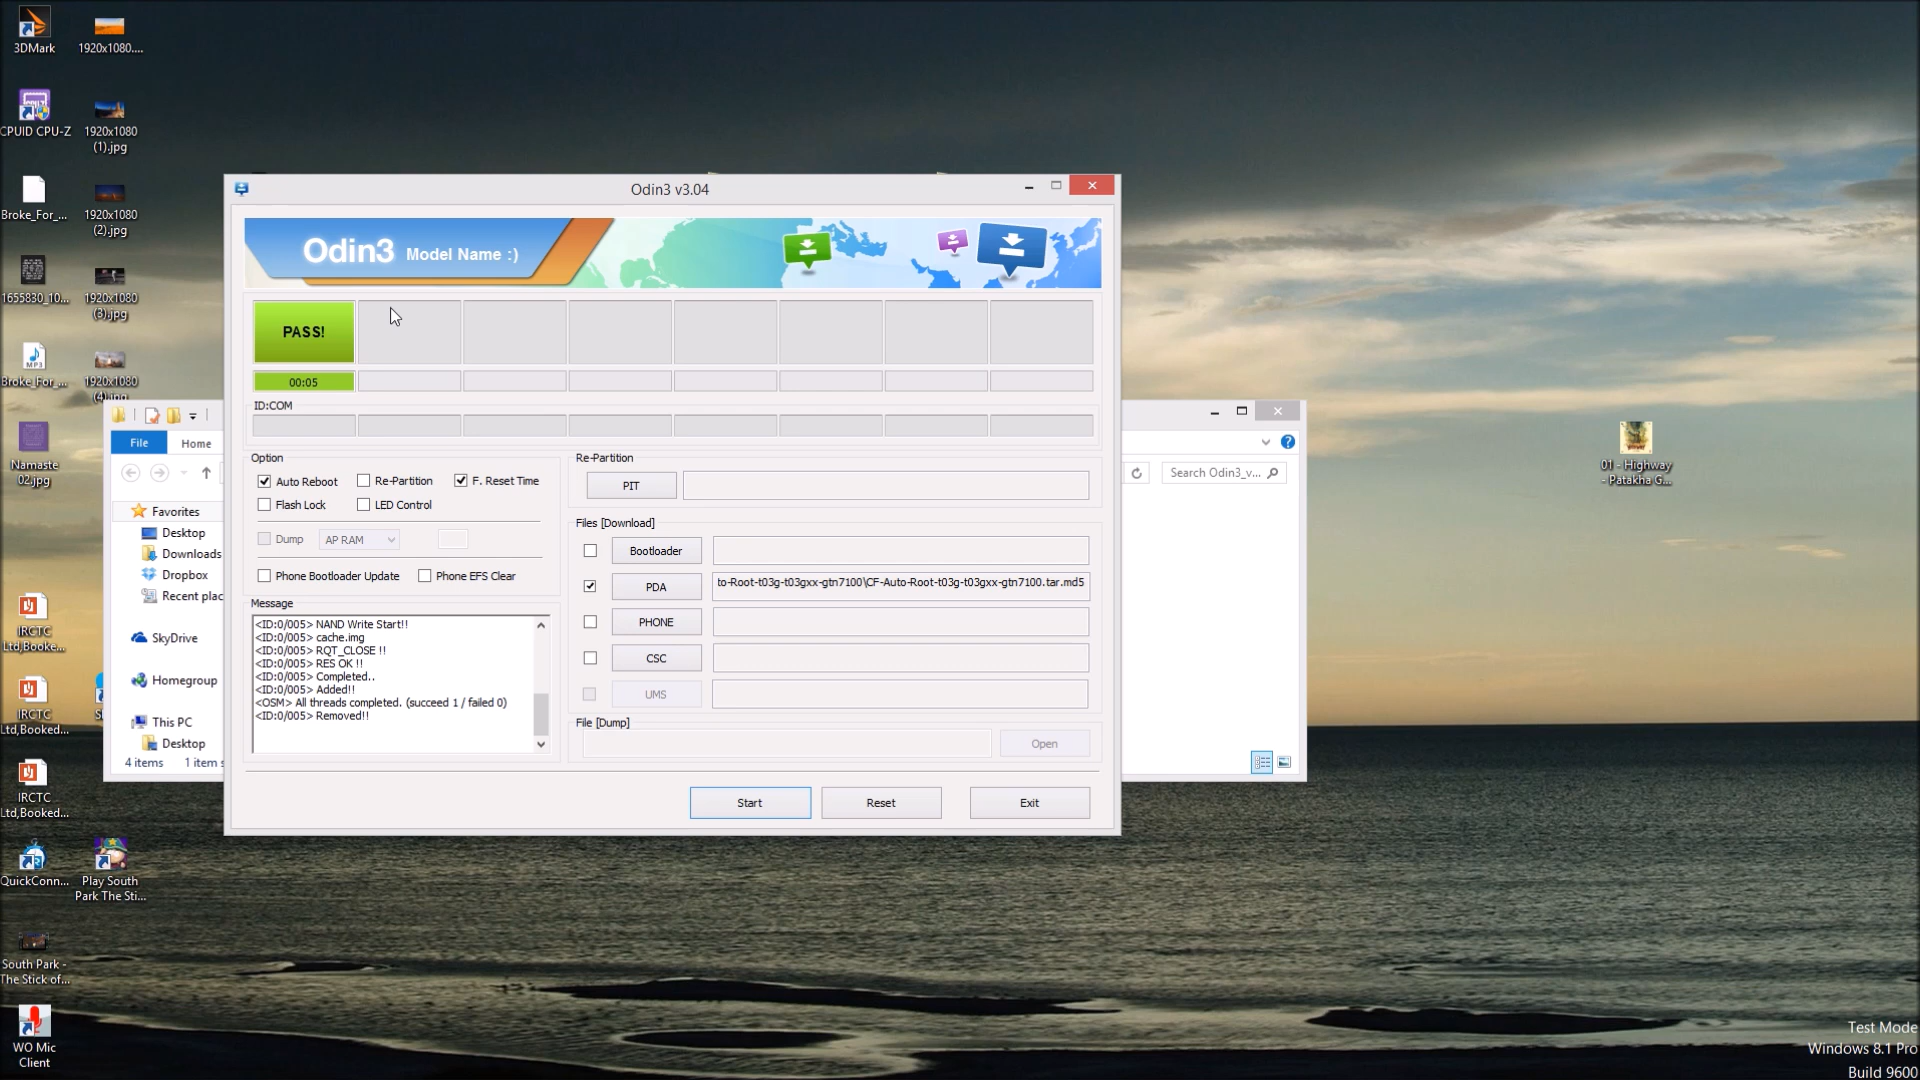 3DMark
1920x1080....
CPUID CPU-Z
1920x1080
(1).jpg
Broke_For_...
1920x1080
(2).jpg
1655830_10...
1920x1080
(3).jpg
MP3
Broke_For_...
1920x1080
(4).jpg
Namaste
02.jpg
IRCTC
Ltd,Booke...
IRCTC
Ltd,Booked...
IRCTC
Ltd,Booked...
QuickConn...
Play South
Park The Sti...
South Park -
The Stick of...
WO Mic
Client
Odin3 v3.04
Odin3 Model Name :)
PASS!
00:05
ID:COM
Option
Auto Reboot
Re-Partition
F. Reset Time
Flash Lock
LED Control
Dump
AP RAM
Phone Bootloader Update
Phone EFS Clear
Message
<ID:0/005> NAND Write Start!!
<ID:0/005> cache.img
<ID:0/005> RQT_CLOSE !!
<ID:0/005> RES OK !!
<ID:0/005> Completed..
<ID:0/005> Added!!
<OSM> All threads completed. (succeed 1 / failed 0)
<ID:0/005> Removed!!
Re-Partition
PIT
Files [Download]
Bootloader
PDA
to-Root-t03g-t03gxx-gtn7100\CF-Auto-Root-t03g-t03gxx-gtn7100.tar.md5
PHONE
CSC
UMS
File [Dump]
Open
Start
Reset
Exit
File
Home
Search Odin3_v...
Favorites
Desktop
Downloads
Dropbox
Recent plac
SkyDrive
Homegroup
This PC
Desktop
4 items
1 item s
01 - Highway
- Patakha G...
Test Mode
Windows 8.1 Pro
Build 9600